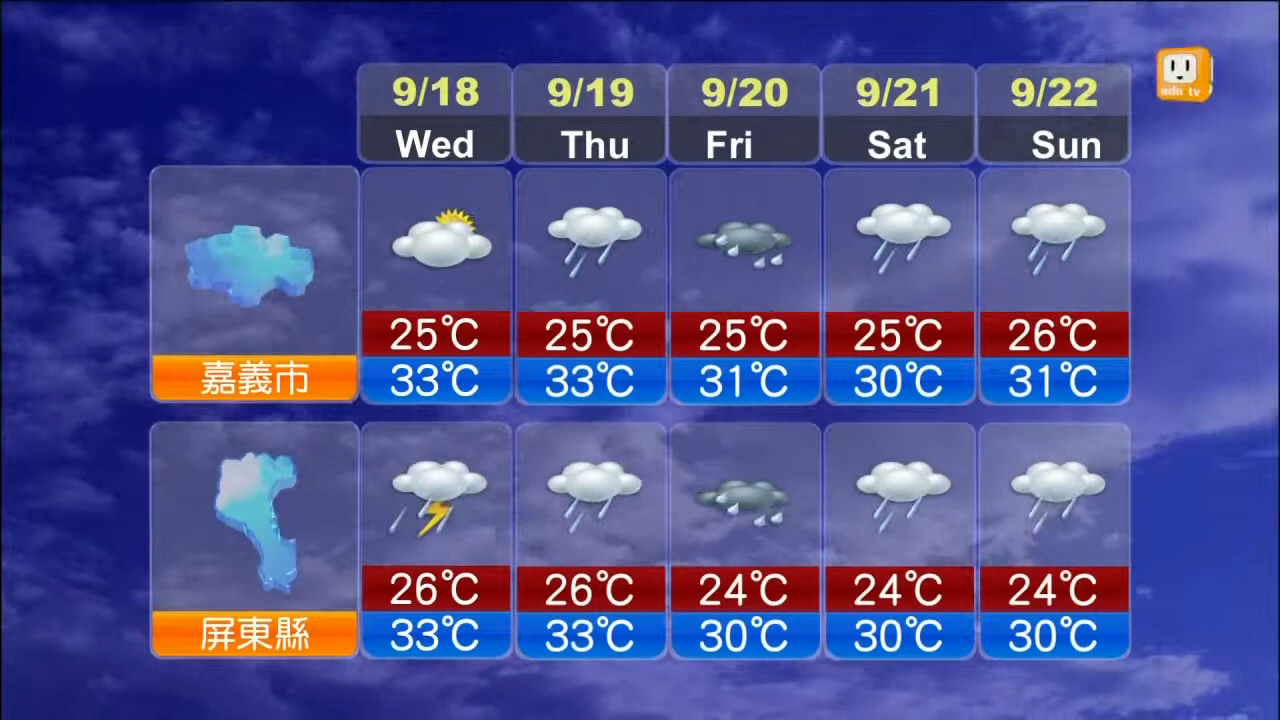 9/18 9/19 9/20 9/21 9/22
Wed Thu Fri Sat Sun
udn tv
25℃ 25℃ 25℃ 25℃ 26℃
嘉義市 33℃ 33℃ 31℃ 30℃ 31℃
26℃ 26℃ 24℃ 24℃ 24℃
屏東縣 33℃ 33℃ 30℃ 30℃ 30℃